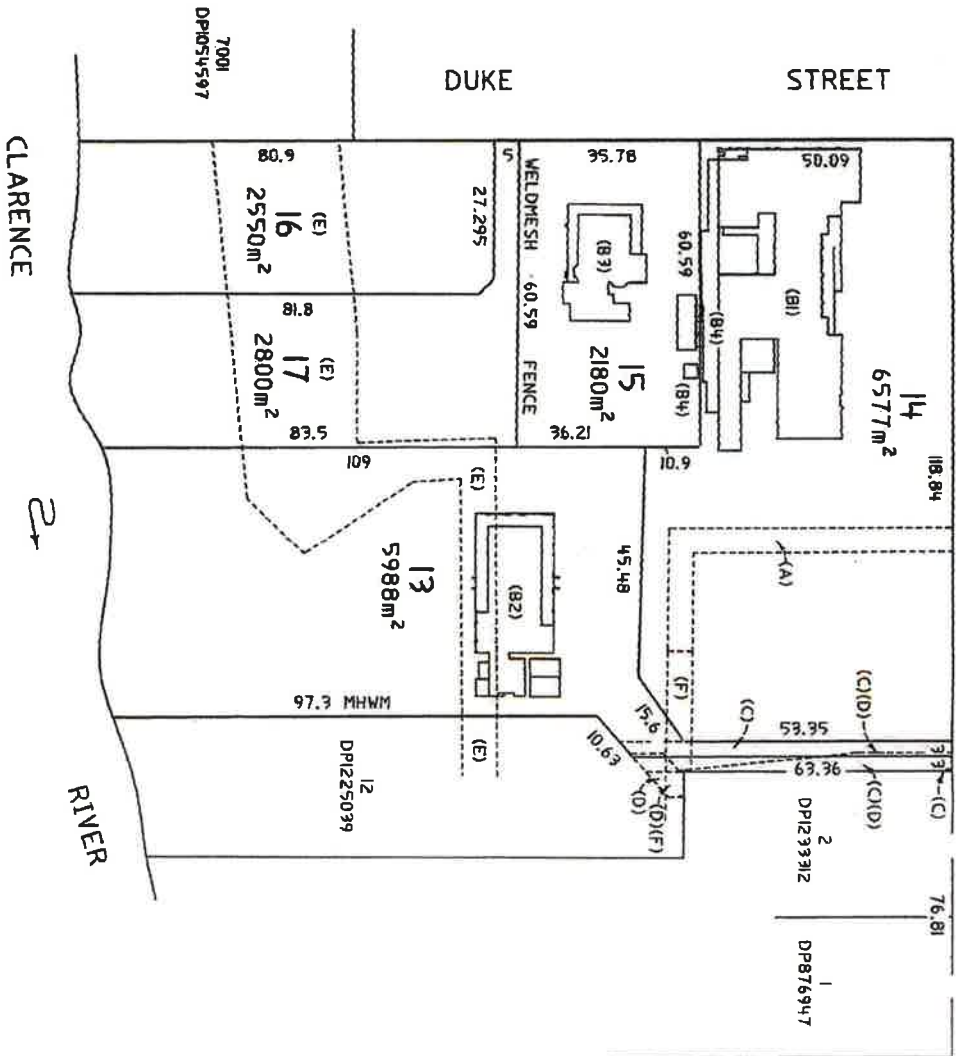 DUKE STREET
7001
DP1054597
CLARENCE
RIVER
80.9
(E)
16
2550m²
27.295
5
WELDMESH 60.59 FENCE
81.8
(E)
17
2800m²
83.5
35.78
(B3)
60.59
15
2180m²
36.21
(B4)
(B4)
50.09
(B1)
14
6577m²
118.84
10.9
109
(E)
13
5988m²
(B2)
45.48
(A)
(F)
15.6
(C)
(C)(D)
53.35
3
3
(C)
63.36
(C)(D)
10.63
(D)
(D)(F)
97.3 MHWM
(E)
12
DP1225039
2
DP1233312
76.81
1
DP876947